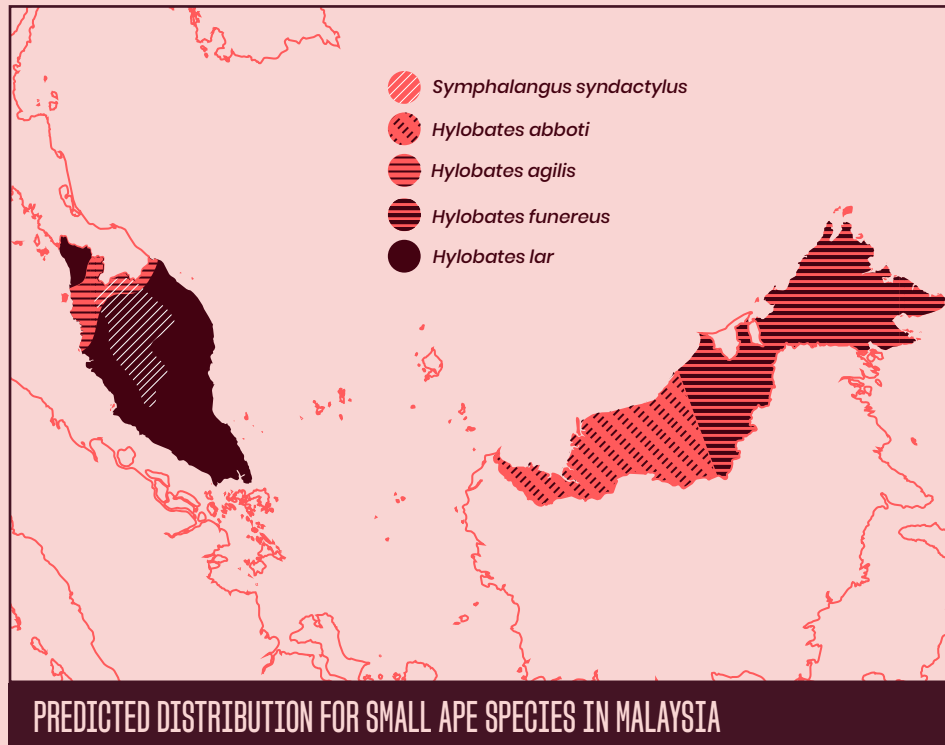 Symphalangus syndactylus
Hylobates abboti
Hylobates agilis
Hylobates funereus
Hylobates lar
PREDICTED DISTRIBUTION FOR SMALL APE SPECIES IN MALAYSIA